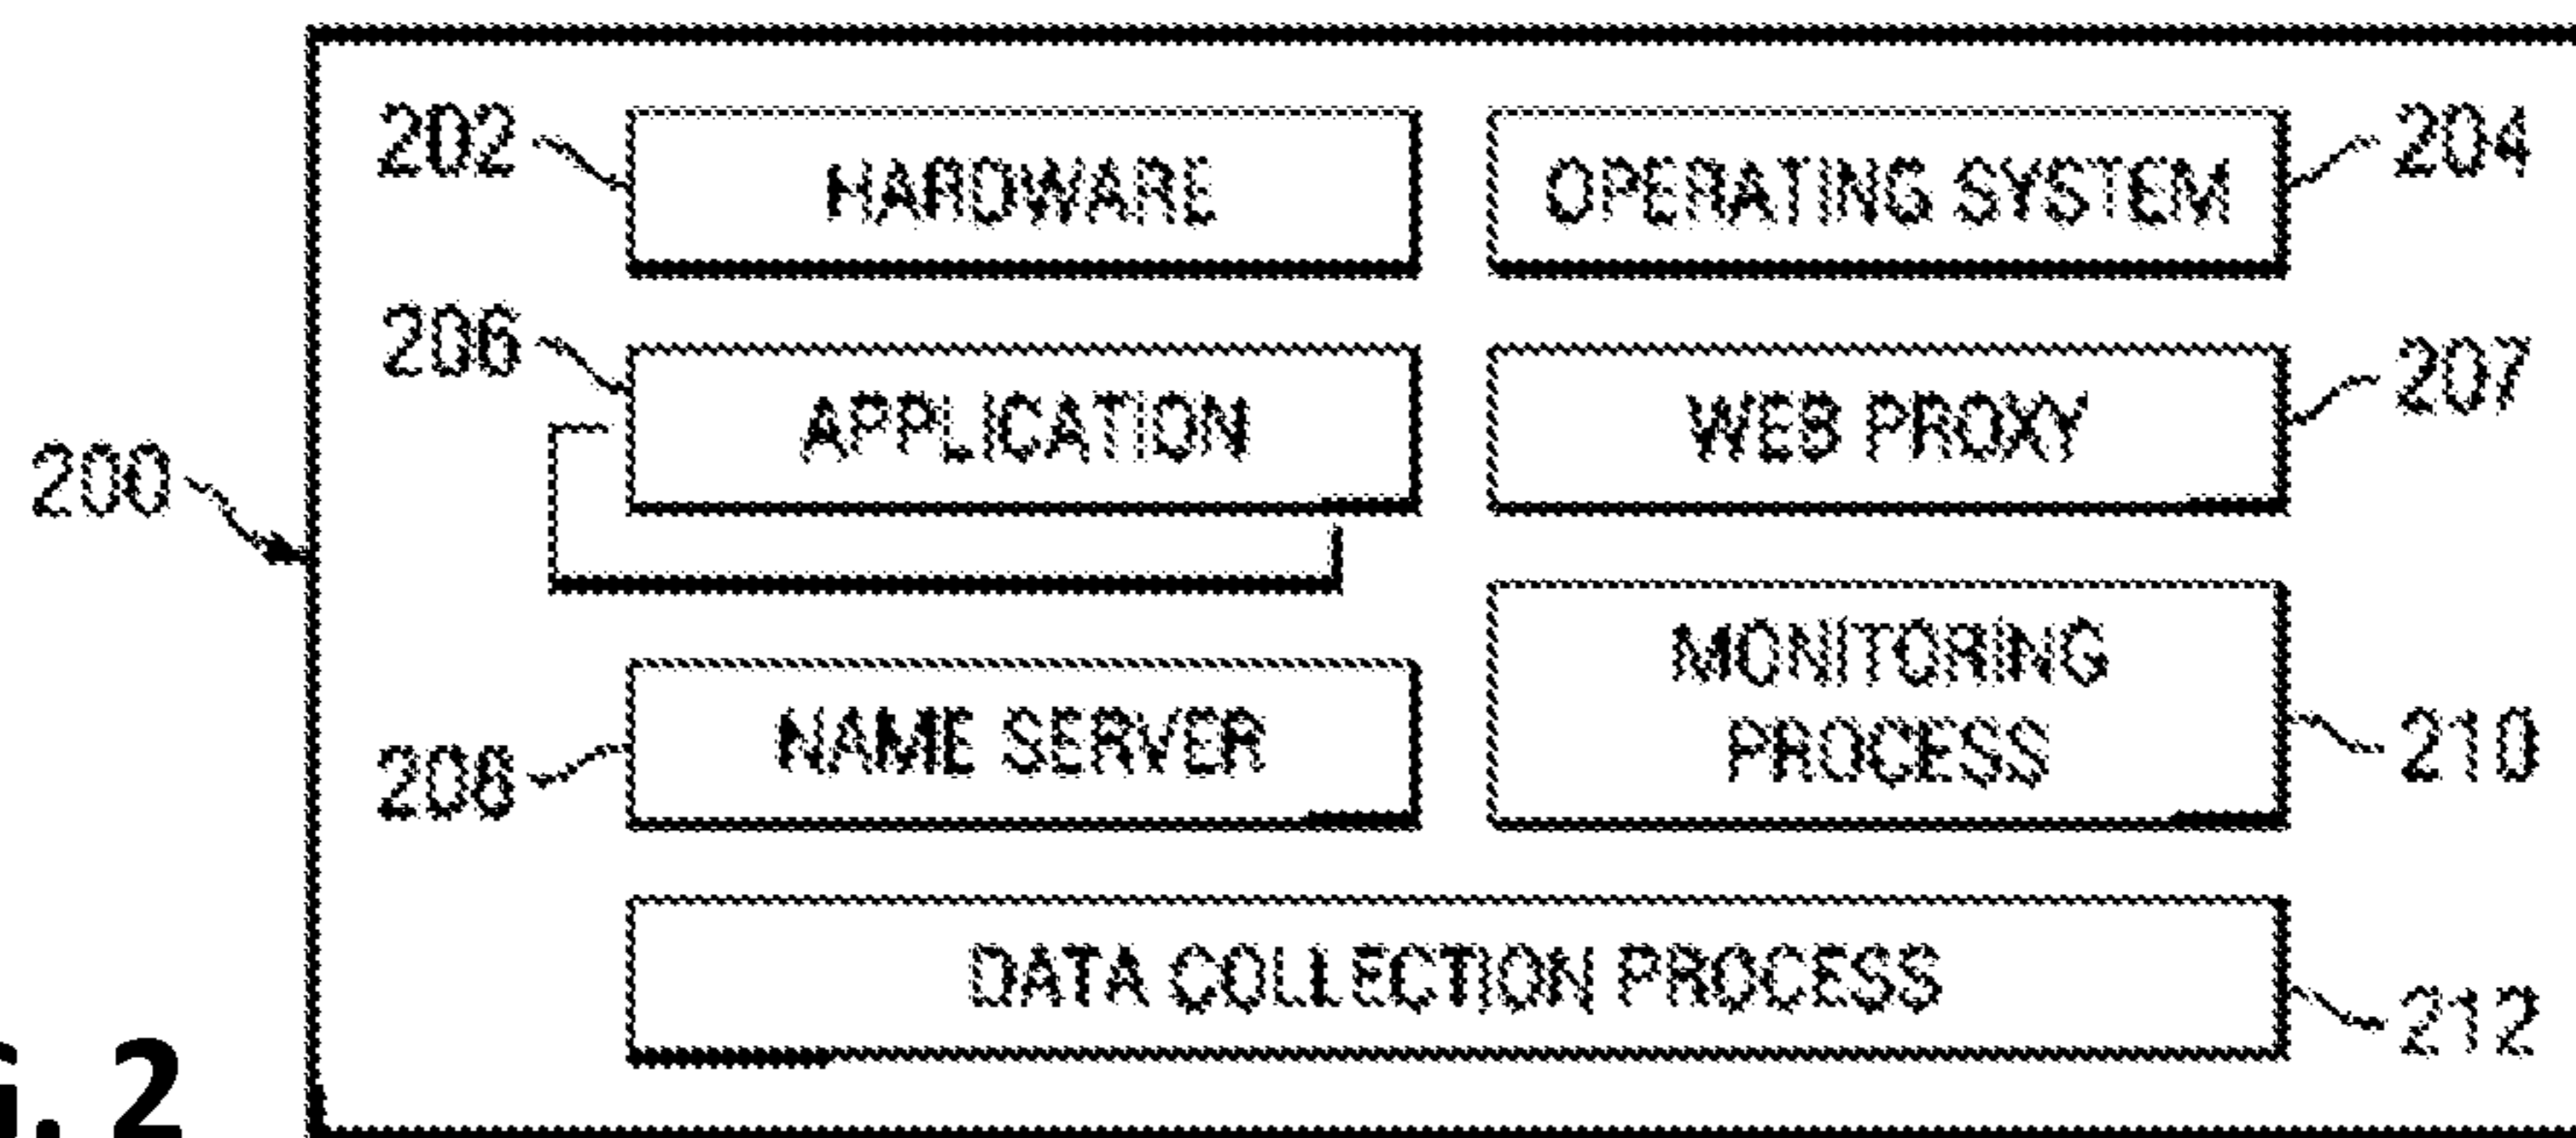 202 HARDWARE OPERATING SYSTEM 204
206 APPLICATION WEB PROXY 207
200
208 NAME SERVER MONITORING PROCESS 210
DATA COLLECTION PROCESS 212
G. 2